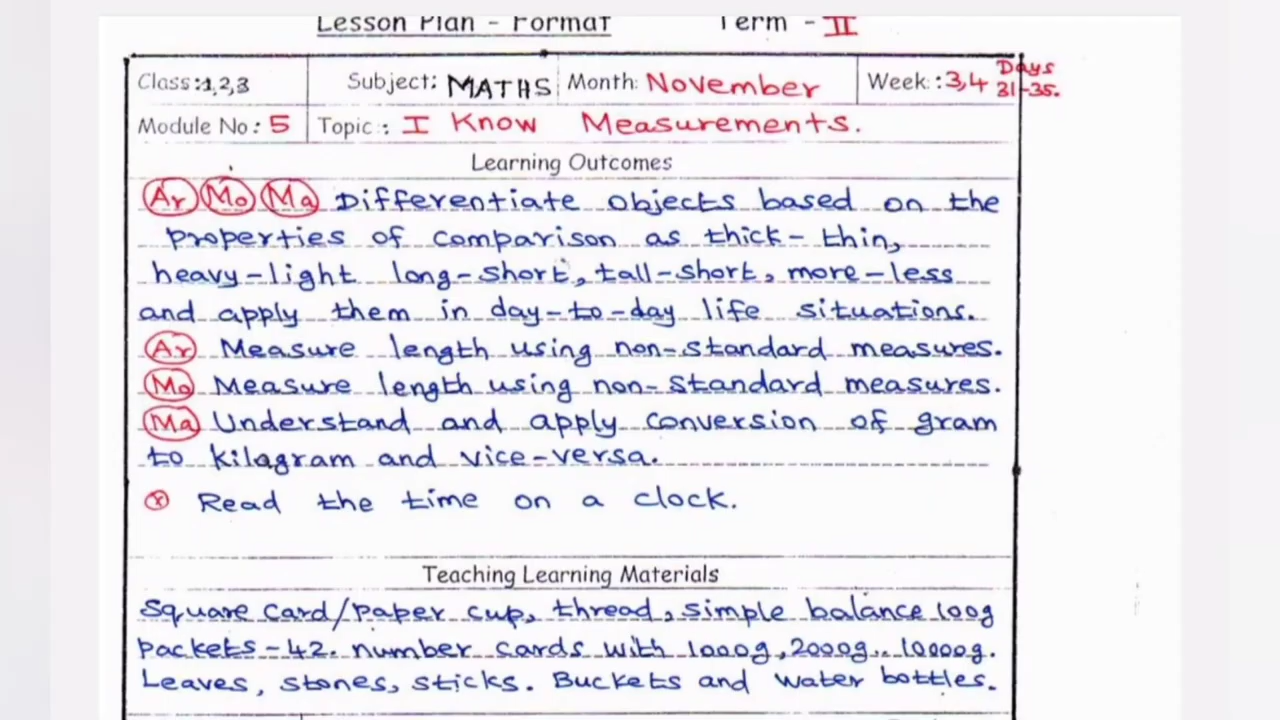 Lesson Plan - Format Term - II
Class:1,2,3 Subject: MATHS Month: November Week: :3,4 Days 31-35.
Module No: 5 Topic: : I Know Measurements.
Learning Outcomes
Ar Mo Ma Differentiate objects based on the
properties of comparison as thick-thin,
heavy-light long-short, tall-short, more-less
and apply them in day-to-day life situations.
Ar Measure length using non-standard measures.
Mo Measure length using non-standard measures.
Ma Understand and apply conversion of gram
to kilagram and vice-versa.
Read the time on a clock.
Teaching Learning Materials
Square card/paper cup, thread, simple balance 100g
packets-42. number cards with 1000g, 2000g.. 10000g.
Leaves, stones, sticks. Buckets and water bottles.